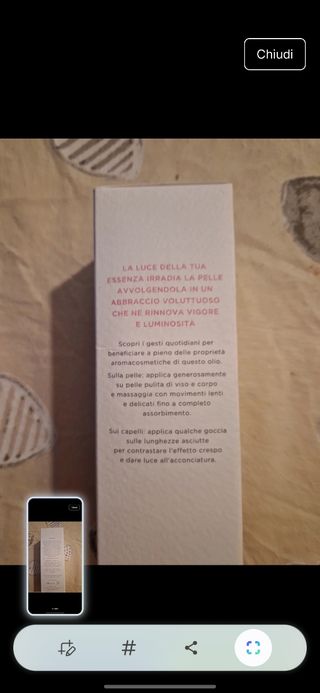 Chiudi
LA LUCE DELLA TUA
ESSENZA IRRADIA LA PELLE
AVVOLGENDOLA IN UN
ABBRACCIO VOLUTTUOSO
CHE NE RINNOVA VIGORE
E LUMINOSITÀ
Scopri i gesti quotidiani per
beneficiare a pieno delle proprietà
aromacosmetiche di questo olio.
Sulla pelle: applica generosamente
su pelle pulita di viso e corpo
e massaggia con movimenti lenti
e delicati fino a completo
assorbimento.
Sui capelli: applica qualche goccia
sulle lunghezze asciutte
per contrastare l'effetto crespo
e dare luce all'acconciatura.